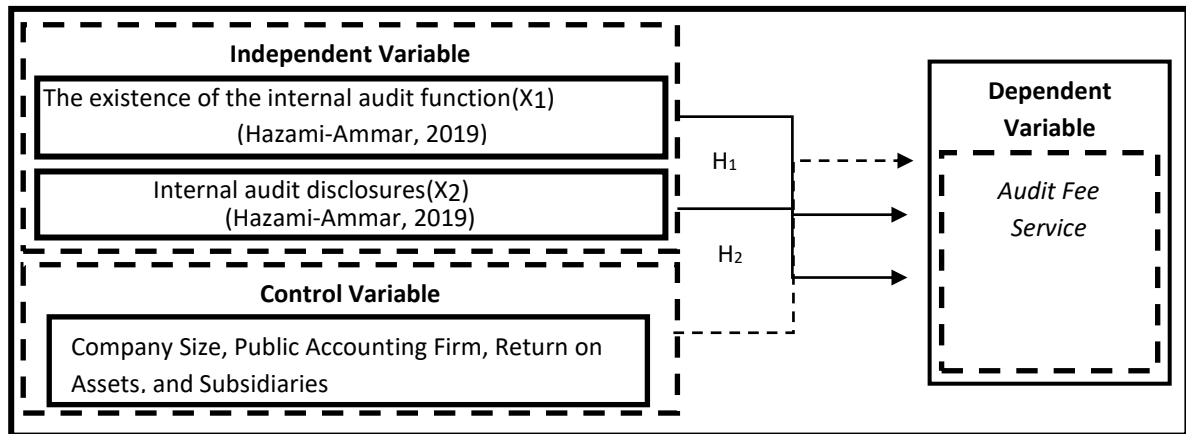 Independent Variable
The existence of the internal audit function(X1)
(Hazami-Ammar, 2019)
Internal audit disclosures(X2)
(Hazami-Ammar, 2019)
Control Variable
Company Size, Public Accounting Firm, Return on
Assets, and Subsidiaries
H1
H2
Dependent
Variable
Audit Fee
Service